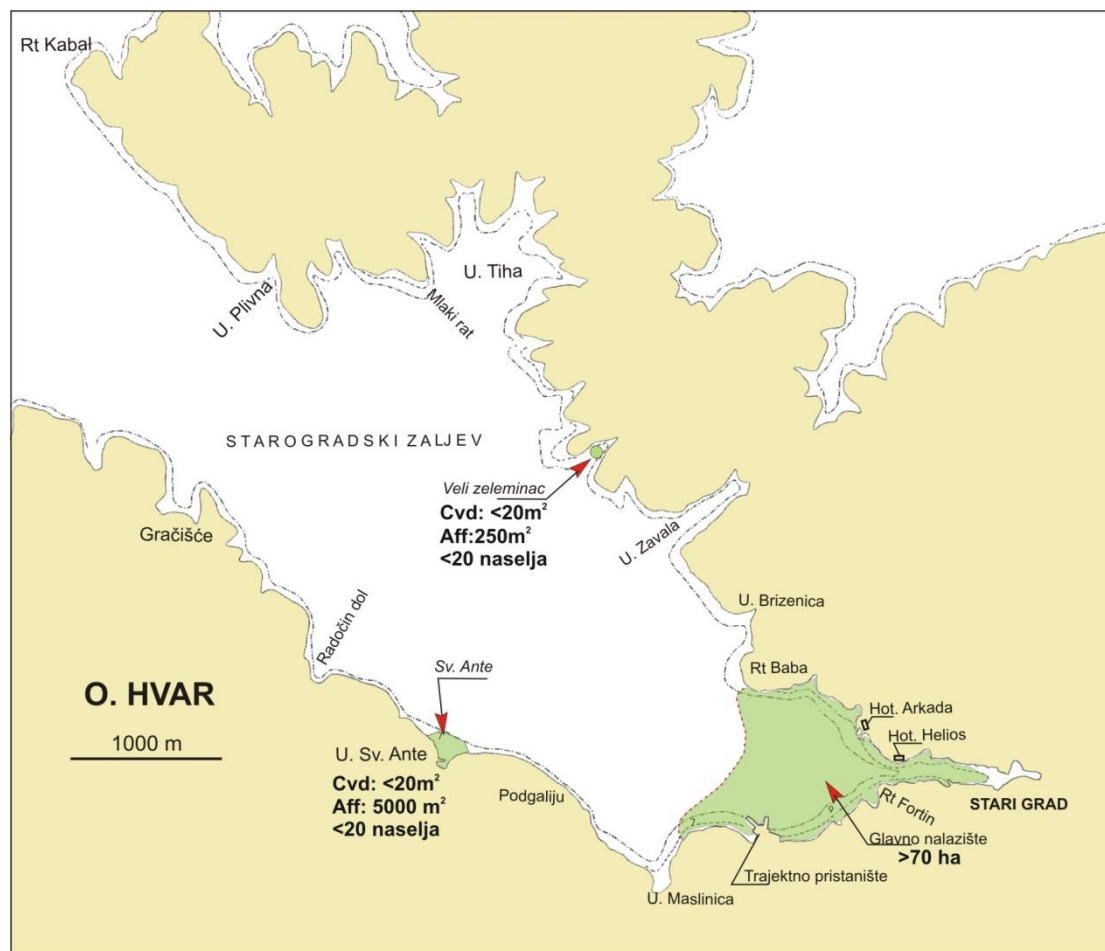 Rt Kabal
U. Tiha
Mlaki rat
U. Plivna
STAROGRADSKI ZALJEV
Veli zeleminac
Cvd: <20m²
Aff:250m²
<20 naselja
Gračišće
U. Zavala
U. Brizenica
Radočin dol
Sv. Ante
Rt Baba
O. HVAR
1000 m
Hot. Arkada
Hot. Helios
U. Sv. Ante
Cvd: <20m²
Aff: 5000 m²
<20 naselja
Podgaliju
Rt Fortin
STARI GRAD
Glavno nalazište
>70 ha
Trajektno pristanište
U. Maslinica